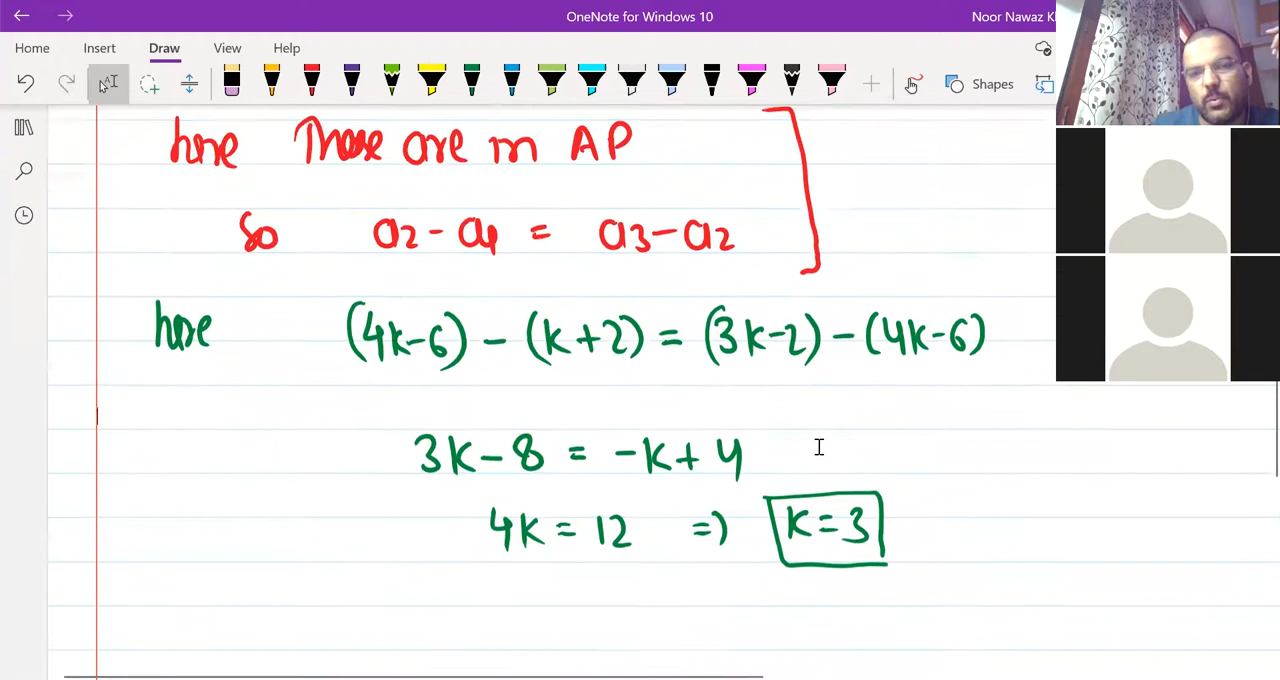 OneNote for Windows 10
Noor Nawaz Kh
Home Insert Draw View Help
Shapes
here These are in AP
So a2 - a1 = a3 - a2
here (4k-6) - (k+2) = (3k-2) - (4k-6)
3k-8 = -k+4
4k = 12 => k=3